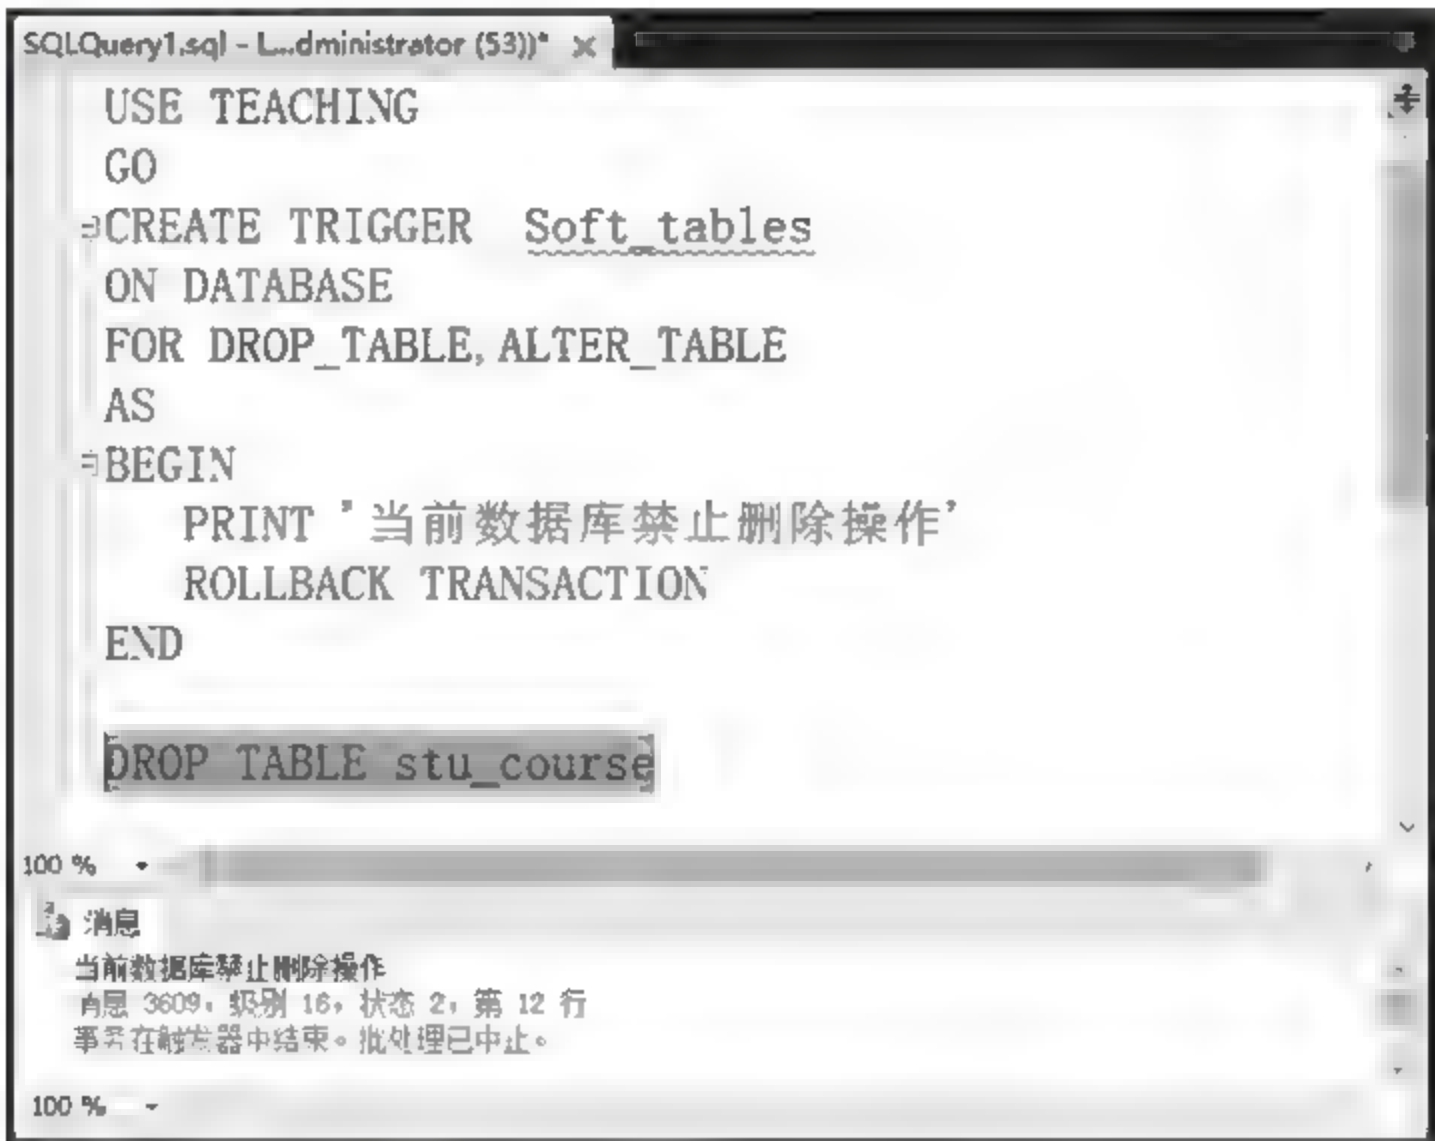 SQLQuery1.sql - L...dministrator (53))* ×
USE TEACHING
GO
CREATE TRIGGER Soft_tables
ON DATABASE
FOR DROP_TABLE,ALTER_TABLE
AS
BEGIN
PRINT '当前数据库禁止删除操作'
ROLLBACK TRANSACTION
END
DROP TABLE stu_course
100 %
消息
当前数据库禁止删除操作
消息 3609，级别 16，状态 2，第 12 行
事务在触发器中结束。批处理已中止。
100 %